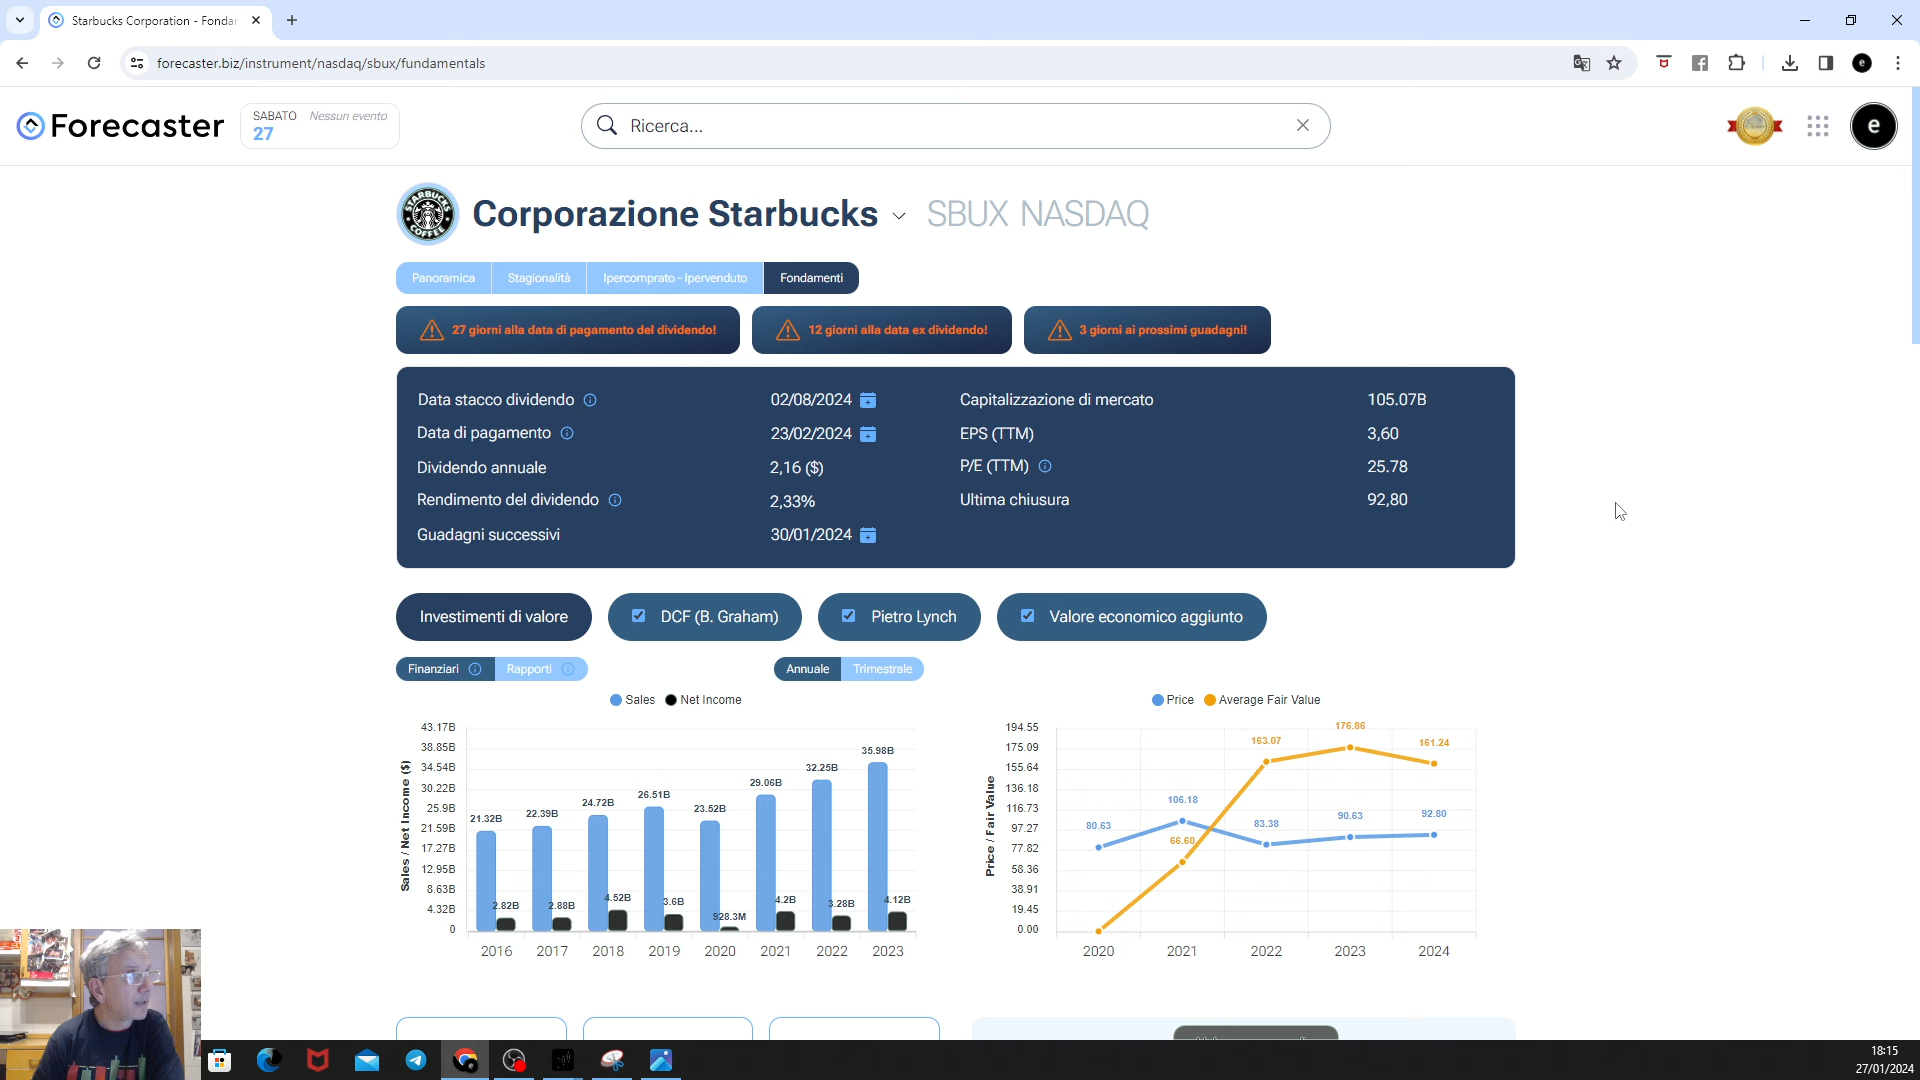 Starbucks Corporation - Fondar
forecaster.biz/instrument/nasdaq/sbux/fundamentals
Forecaster
SABATO
27
Nessun evento
Ricerca...
e
STARBUCKS
COFFEE
Corporazione Starbucks
SBUX NASDAQ
Panoramica
Stagionalità
Ipercomprato - Ipervenduto
Fondamenti
27 giorni alla data di pagamento del dividendo!
12 giorni alla data ex dividendo!
3 giorni ai prossimi guadagni!
Data stacco dividendo 02/08/2024
Data di pagamento 23/02/2024
Dividendo annuale 2,16 ($)
Rendimento del dividendo 2,33%
Guadagni successivi 30/01/2024
Capitalizzazione di mercato 105.07B
EPS (TTM) 3,60
P/E (TTM) 25.78
Ultima chiusura 92,80
Investimenti di valore
DCF (B. Graham)
Pietro Lynch
Valore economico aggiunto
Finanziari
Rapporti
Annuale
Trimestrale
Sales
Net Income
Sales / Net Income ($)
43.17B
38.85B
34.54B
30.22B
25.9B
21.59B
17.27B
12.95B
8.63B
4.32B
0
21.32B
22.39B
24.72B
26.51B
23.52B
29.06B
32.25B
35.98B
2.82B
2.88B
4.52B
3.6B
928.3M
4.2B
3.28B
4.12B
2016
2017
2018
2019
2020
2021
2022
2023
Price
Average Fair Value
Price / Fair Value
194.55
175.09
155.64
136.18
116.73
97.27
77.82
58.36
38.91
19.45
0.00
80.63
106.18
83.38
90.63
92.80
66.60
163.07
176.86
161.24
2020
2021
2022
2023
2024
18:15
27/01/2024